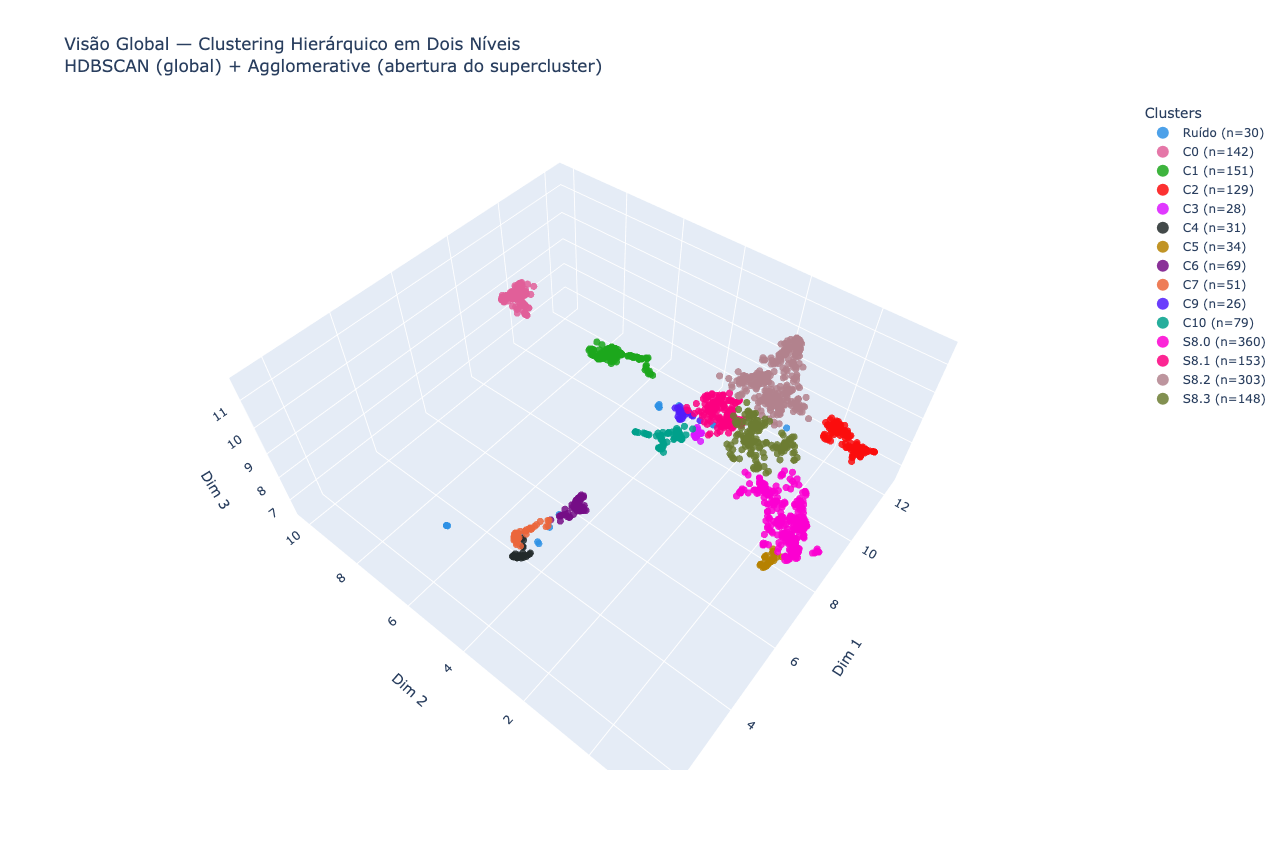 Visão Global — Clustering Hierárquico em Dois Níveis
HDBSCAN (global) + Agglomerative (abertura do supercluster)
Clusters
Ruído (n=30)
C0 (n=142)
C1 (n=151)
C2 (n=129)
C3 (n=28)
C4 (n=31)
C5 (n=34)
C6 (n=69)
C7 (n=51)
C9 (n=26)
C10 (n=79)
S8.0 (n=360)
S8.1 (n=153)
S8.2 (n=303)
S8.3 (n=148)
11
10
9
8
7
Dim 3
10
8
6
4
2
Dim 2
12
10
8
6
4
Dim 1